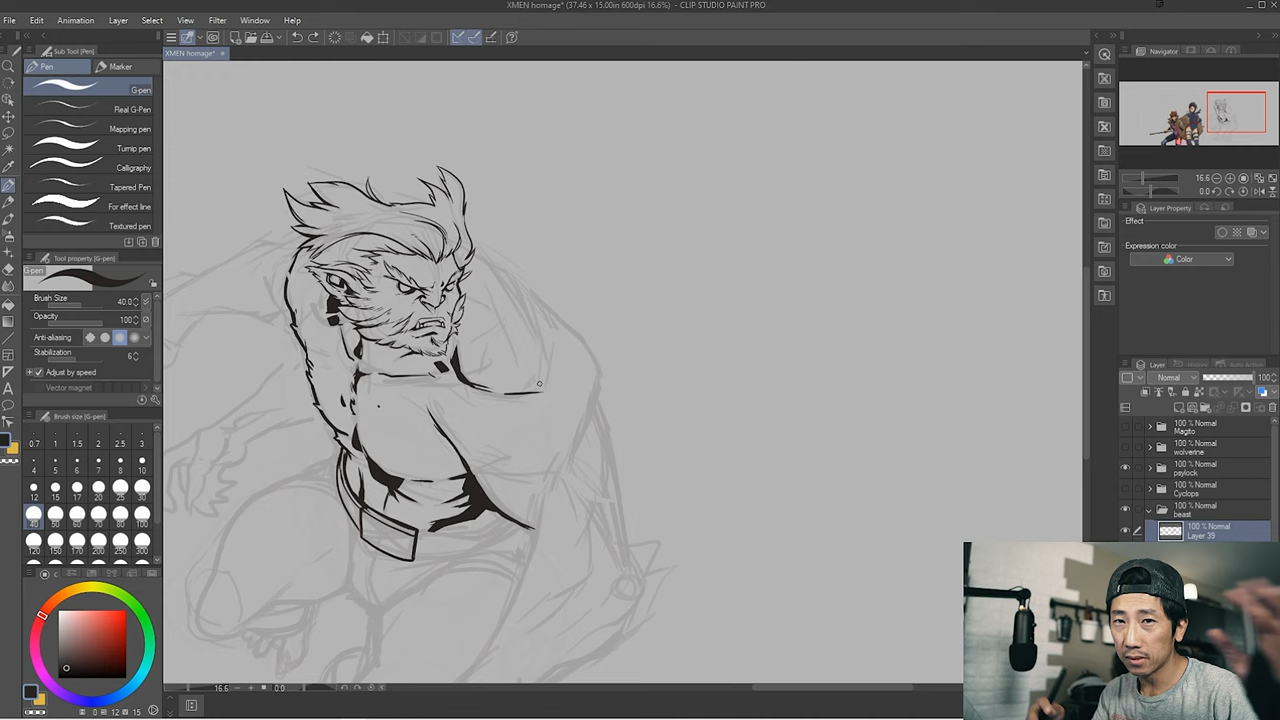 XMEN homage* (37.46 x 15.00in 600dpi 16.6%) - CLIP STUDIO PAINT PRO
File Edit Animation Layer Select View Filter Window Help
XMEN homage*
Sub Tool [Pen]
Pen Marker
G-pen
Real G-Pen
Mapping pen
Turnip pen
Calligraphy
Tapered Pen
For effect line
Textured pen
Tool property [G-pen]
G-pen
Brush Size 40.0
Opacity 100
Anti-aliasing
Stabilization 6
Adjust by speed
Vector magnet
Brush size [G-pen]
0.7 1 1.5 2 2.5 3
4 5 6 7 8 10
12 15 17 20 25 30
40 50 60 70 80 100
120 150 170 200 250 300
0 12 15
16.6 0.0
Navigator
16.6
0.0
Layer Property
Effect
Expression color
Color
Layer
Normal 100
100 % Normal
Magito
100 % Normal
wolverine
100 % Normal
psylock
100 % Normal
Cyclops
100 % Normal
beast
100 % Normal
Layer 39